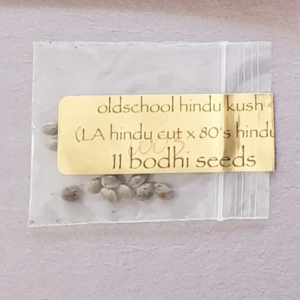 oldschool hindu kush
(LA hindu cut x 80's hindu
11 bodhi seeds